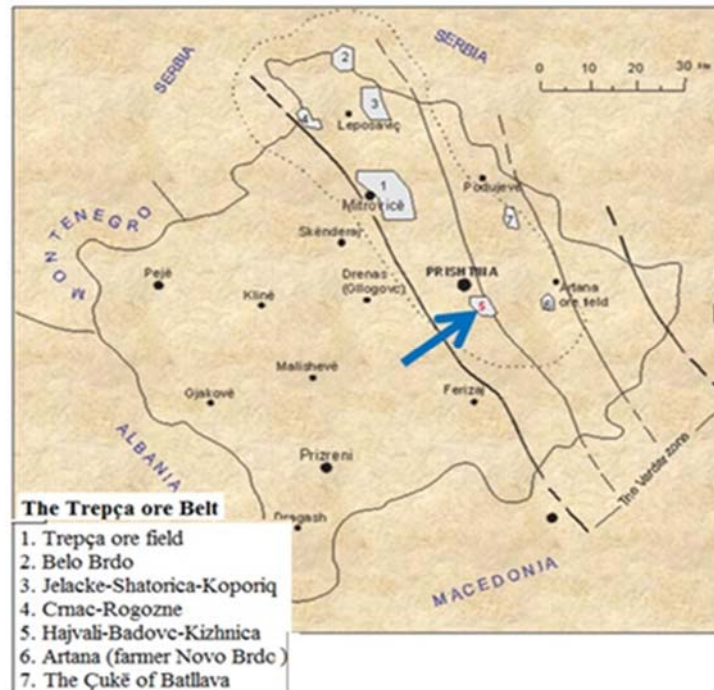 SERBIA
SERBIA
0 10 20 30 Km
2
3
4
Leposaviç
1
Mitrovicë
Podujevë
7
MONTENEGRO
Skënderaj
Pejë
Klinë
Drenas
(Gllogovc)
PRISHTINA
5
Artana
ore field
6
Malishevë
Gjakovë
Ferizaj
ALBANIA
Prizreni
The Vardar zone
Dragash
MACEDONIA
The Trepça ore Belt
1. Trepça ore field
2. Belo Brdo
3. Jelacke-Shatorica-Koporiq
4. Crnac-Rogozne
5. Hajvali-Badovc-Kizhnica
6. Artana (farmer Novo Brdo )
7. The Çukë of Batllava